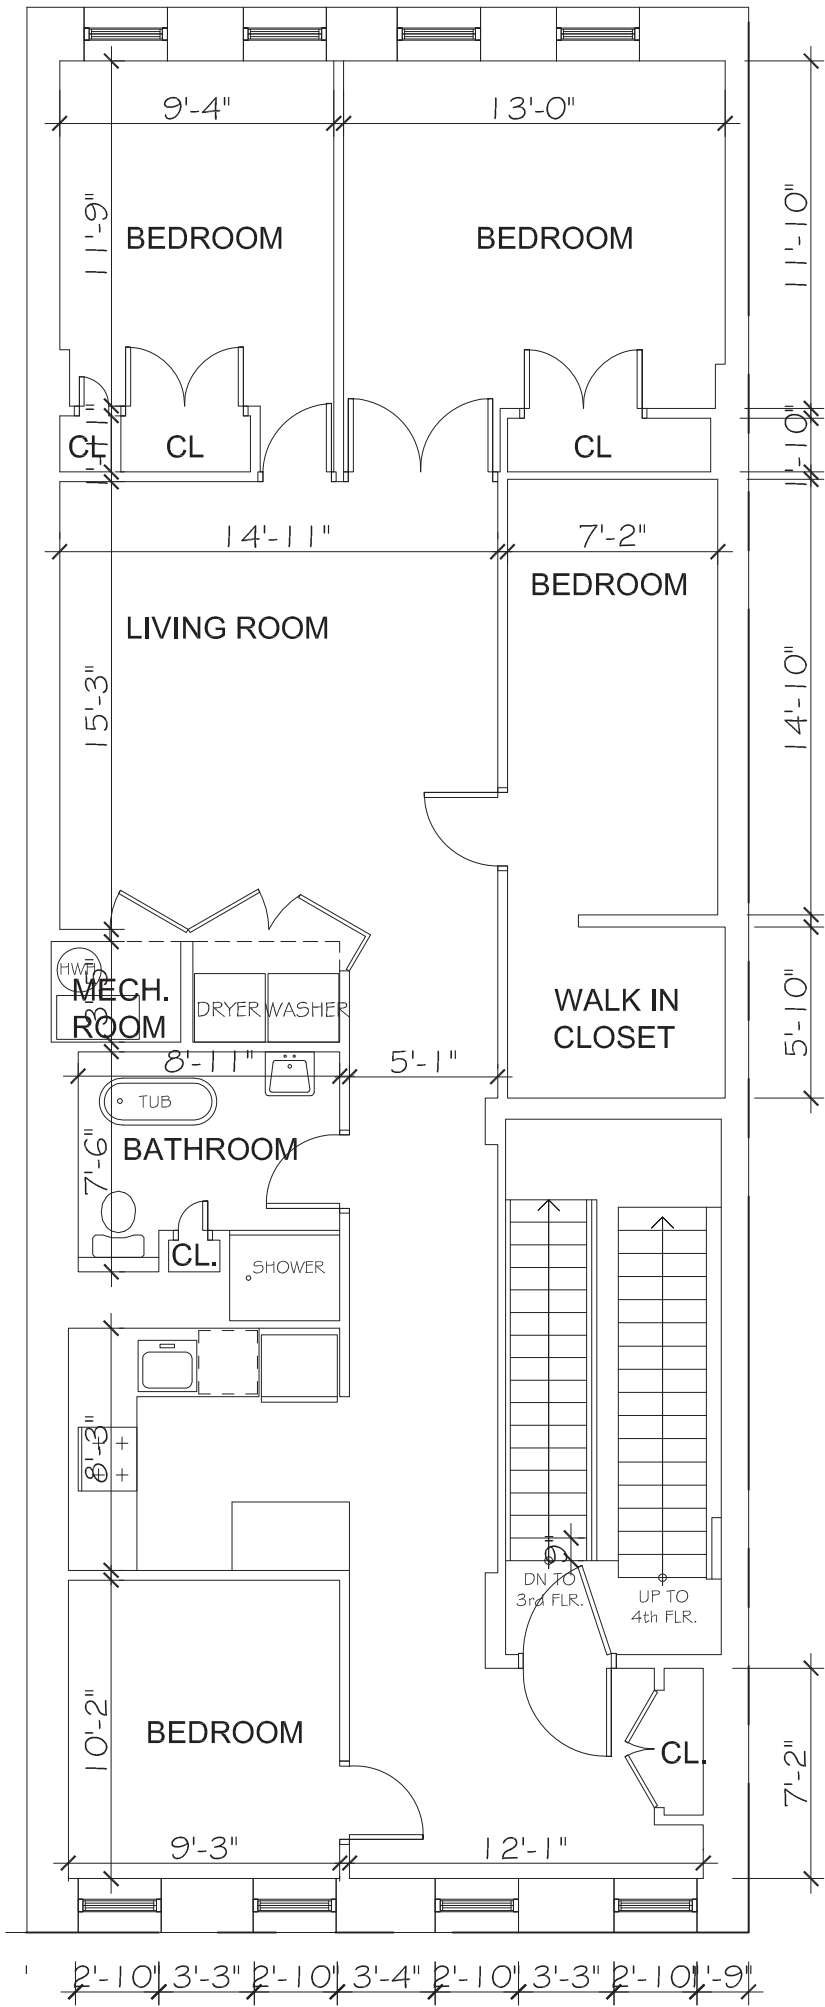 9'-4"
13'-0"
11'-9"
BEDROOM
BEDROOM
11'-10"
CL
CL
CL
1'-11"
1'-10"
14'-11"
7'-2"
BEDROOM
LIVING ROOM
15'-3"
14'-10"
HWH
MECH.
ROOM
DRYER
WASHER
WALK IN
CLOSET
5'-10"
8'-11"
5'-1"
TUB
BATHROOM
7'-6"
CL.
SHOWER
8'-3"
DN TO
3rd FLR.
UP TO
4th FLR.
10'-2"
BEDROOM
CL.
7'-2"
9'-3"
12'-1"
2'-10"
3'-3"
2'-10"
3'-4"
2'-10"
3'-3"
2'-10"
1'-9"